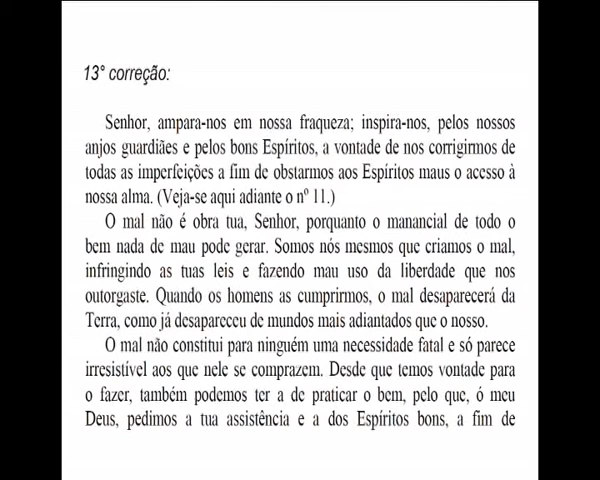 13° correção:
Senhor, ampara-nos em nossa fraqueza; inspira-nos, pelos nossos
anjos guardiães e pelos bons Espíritos, a vontade de nos corrigirmos de
todas as imperfeições a fim de obstarmos aos Espíritos maus o acesso à
nossa alma. (Veja-se aqui adiante o nº 11.)
O mal não é obra tua, Senhor, porquanto o manancial de todo o
bem nada de mau pode gerar. Somos nós mesmos que criamos o mal,
infringindo as tuas leis e fazendo mau uso da liberdade que nos
outorgaste. Quando os homens as cumprirmos, o mal desaparecerá da
Terra, como já desapareceu de mundos mais adiantados que o nosso.
O mal não constitui para ninguém uma necessidade fatal e só parece
irresistível aos que nele se comprazem. Desde que temos vontade para
o fazer, também podemos ter a de praticar o bem, pelo que, ó meu
Deus, pedimos a tua assistência e a dos Espíritos bons, a fim de